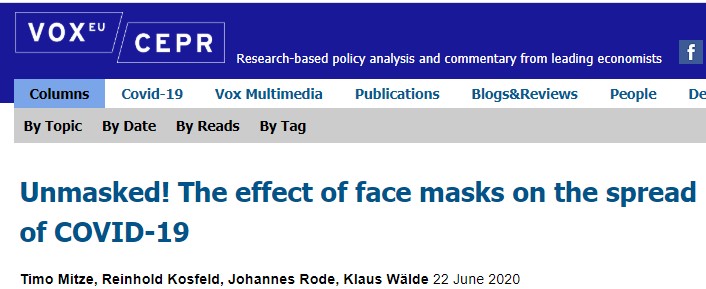 VOX EU
CEPR
Research-based policy analysis and commentary from leading economists
f
Columns Covid-19 Vox Multimedia Publications Blogs&Reviews People De
By Topic By Date By Reads By Tag
Unmasked! The effect of face masks on the spread
of COVID-19
Timo Mitze, Reinhold Kosfeld, Johannes Rode, Klaus Wälde 22 June 2020